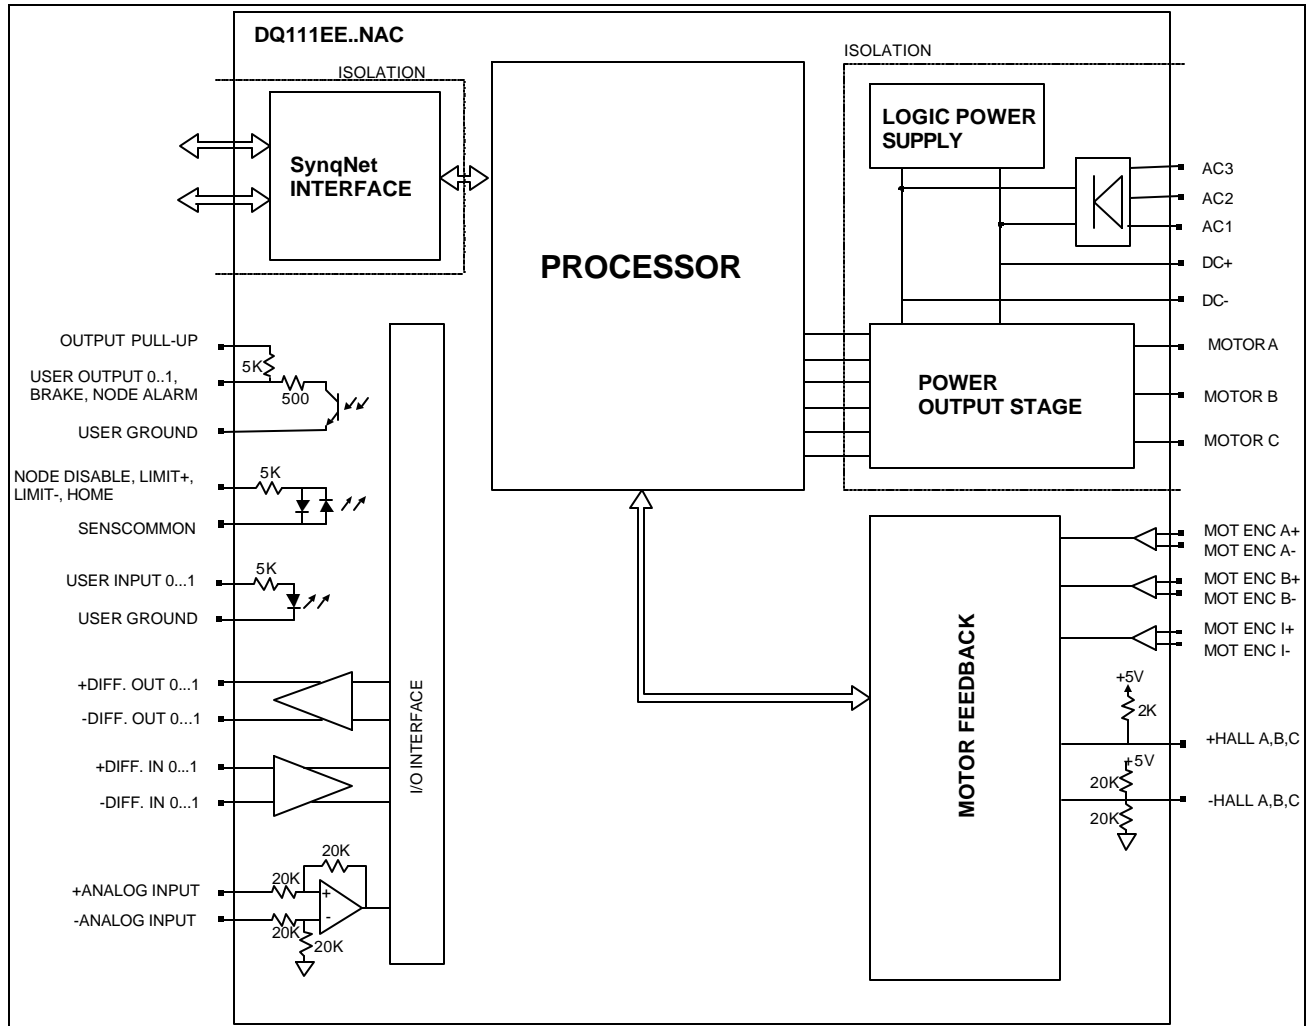 DQ111EE..NAC
ISOLATION
SynqNet
INTERFACE
PROCESSOR
ISOLATION
LOGIC POWER
SUPPLY
AC3
AC2
AC1
DC+
DC-
POWER
OUTPUT STAGE
MOTOR A
MOTOR B
MOTOR C
OUTPUT PULL-UP
5K
USER OUTPUT 0..1,
BRAKE, NODE ALARM
500
USER GROUND
NODE DISABLE, LIMIT+,
LIMIT-, HOME
5K
SENSCOMMON
USER INPUT 0...1
5K
USER GROUND
+DIFF. OUT 0...1
-DIFF. OUT 0...1
+DIFF. IN 0...1
-DIFF. IN 0...1
20K
+ANALOG INPUT
20K
+
-ANALOG INPUT
-
20K
20K
I/O INTERFACE
MOTOR FEEDBACK
MOT ENC A+
MOT ENC A-
MOT ENC B+
MOT ENC B-
MOT ENC I+
MOT ENC I-
+5V
2K
+HALL A,B,C
+5V
20K
-HALL A,B,C
20K